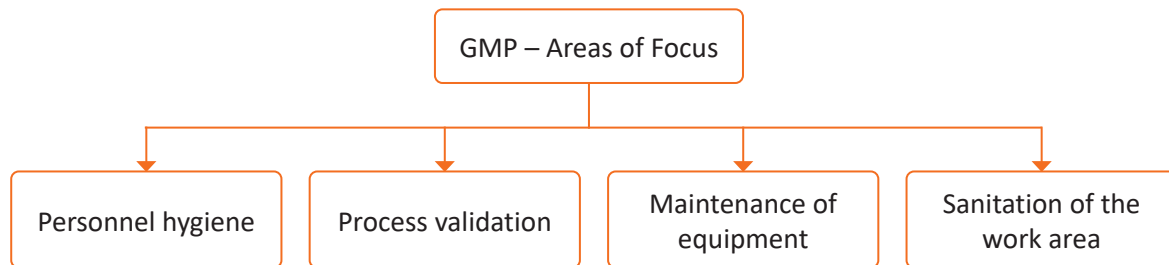 GMP – Areas of Focus
Personnel hygiene
Process validation
Maintenance of
equipment
Sanitation of the
work area